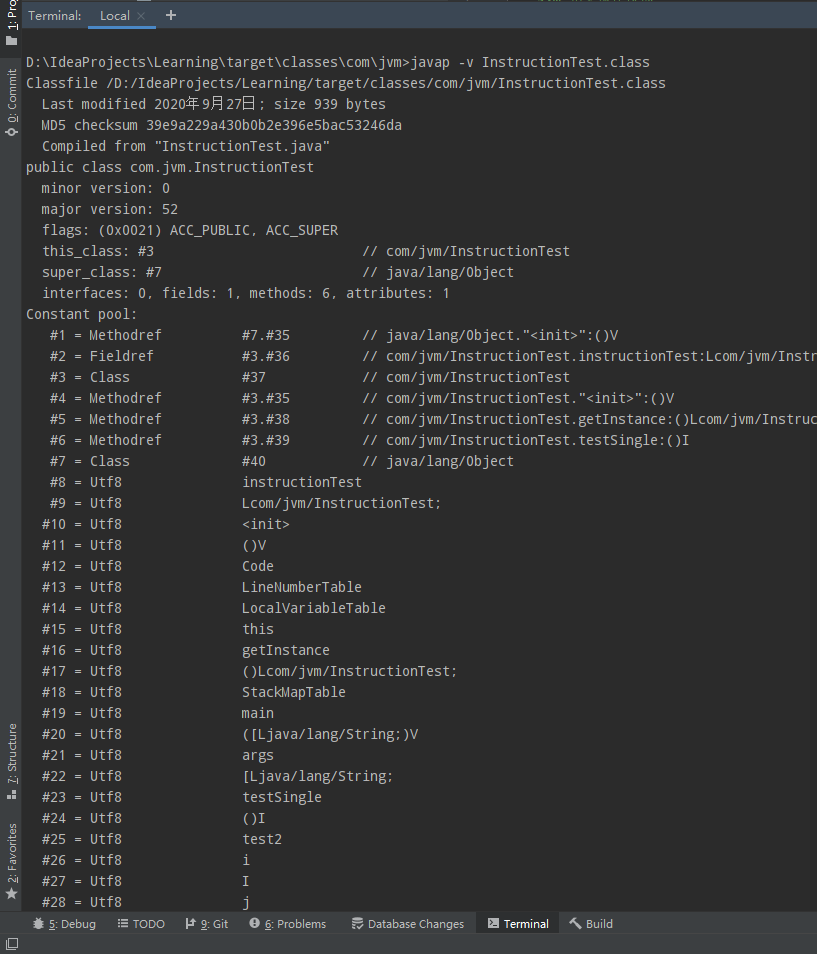 Terminal: Local × +
1: Proj
0: Commit
7: Structure
2: Favorites
D:\IdeaProjects\Learning\target\classes\com\jvm>javap -v InstructionTest.class
Classfile /D:/IdeaProjects/Learning/target/classes/com/jvm/InstructionTest.class
  Last modified 2020年9月27日; size 939 bytes
  MD5 checksum 39e9a229a430b0b2e396e5bac53246da
  Compiled from "InstructionTest.java"
public class com.jvm.InstructionTest
  minor version: 0
  major version: 52
  flags: (0x0021) ACC_PUBLIC, ACC_SUPER
  this_class: #3                          // com/jvm/InstructionTest
  super_class: #7                         // java/lang/Object
  interfaces: 0, fields: 1, methods: 6, attributes: 1
Constant pool:
   #1 = Methodref          #7.#35         // java/lang/Object."<init>":()V
   #2 = Fieldref           #3.#36         // com/jvm/InstructionTest.instructionTest:Lcom/jvm/Instr
   #3 = Class              #37            // com/jvm/InstructionTest
   #4 = Methodref          #3.#35         // com/jvm/InstructionTest."<init>":()V
   #5 = Methodref          #3.#38         // com/jvm/InstructionTest.getInstance:()Lcom/jvm/Instruc
   #6 = Methodref          #3.#39         // com/jvm/InstructionTest.testSingle:()I
   #7 = Class              #40            // java/lang/Object
   #8 = Utf8               instructionTest
   #9 = Utf8               Lcom/jvm/InstructionTest;
  #10 = Utf8               <init>
  #11 = Utf8               ()V
  #12 = Utf8               Code
  #13 = Utf8               LineNumberTable
  #14 = Utf8               LocalVariableTable
  #15 = Utf8               this
  #16 = Utf8               getInstance
  #17 = Utf8               ()Lcom/jvm/InstructionTest;
  #18 = Utf8               StackMapTable
  #19 = Utf8               main
  #20 = Utf8               ([Ljava/lang/String;)V
  #21 = Utf8               args
  #22 = Utf8               [Ljava/lang/String;
  #23 = Utf8               testSingle
  #24 = Utf8               ()I
  #25 = Utf8               test2
  #26 = Utf8               i
  #27 = Utf8               I
  #28 = Utf8               j
5: Debug TODO 9: Git 6: Problems Database Changes Terminal Build